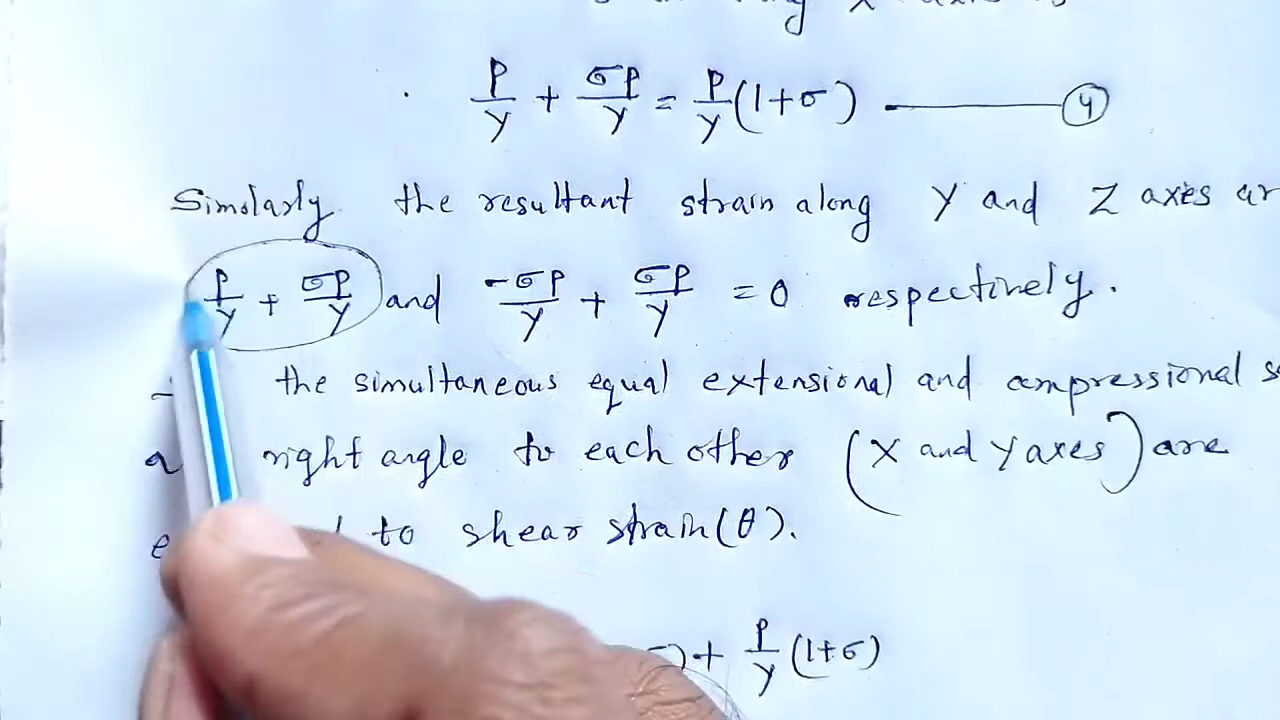 P/Y + σP/Y = P/Y (1+σ) ——— (4)
Similarly the resultant strain along Y and Z axes
P/Y + σP/Y and -σP/Y + σP/Y = 0 respectively.
the simultaneous equal extensional and compressional
right angle to each other (X and Y axes) are
to shear strain (θ).
+ P/Y (1+σ)